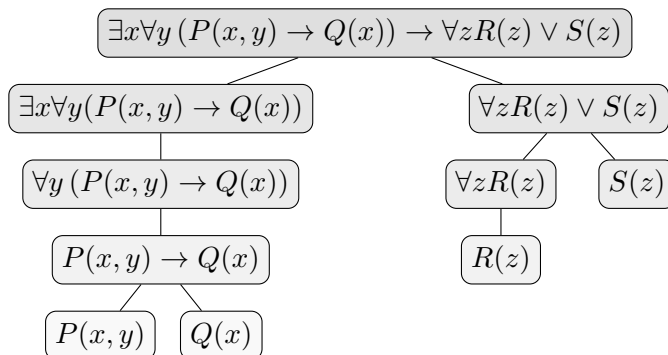 ∃x∀y (P(x, y) → Q(x)) → ∀zR(z) ∨ S(z)
∃x∀y(P(x, y) → Q(x))
∀zR(z) ∨ S(z)
∀y (P(x, y) → Q(x))
∀zR(z)
S(z)
P(x, y) → Q(x)
R(z)
P(x, y)
Q(x)